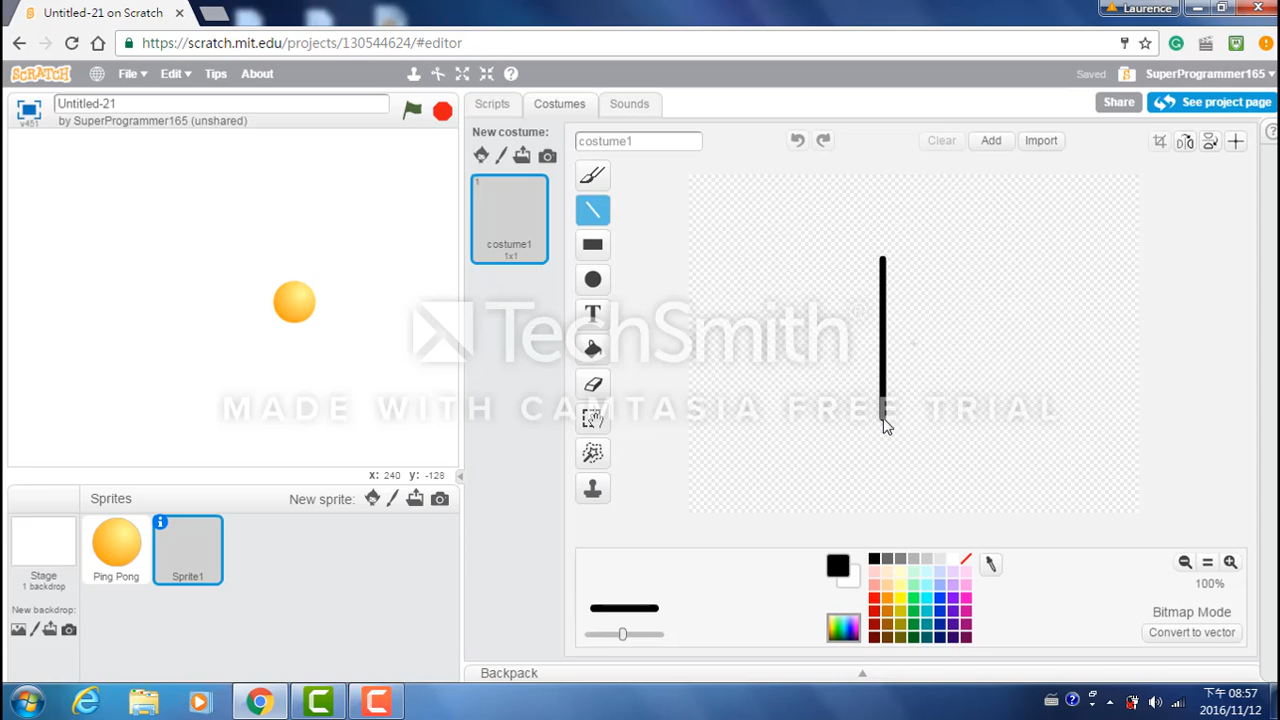 Untitled-21 on Scratch
Laurence
https://scratch.mit.edu/projects/130544624/#editor
SCRATCH
File
Edit
Tips
About
Saved
SuperProgrammer165
Untitled-21
by SuperProgrammer165 (unshared)
v451
Scripts
Costumes
Sounds
Share
See project page
New costume:
costume1
Clear
Add
Import
1
costume1
1x1
T
TechSmith
MADE WITH CAMTASIA FREE TRIAL
x: 240 y: -128
Sprites
New sprite:
Stage
1 backdrop
Ping Pong
Sprite1
New backdrop:
100%
Bitmap Mode
Convert to vector
Backpack
下午 08:57
2016/11/12